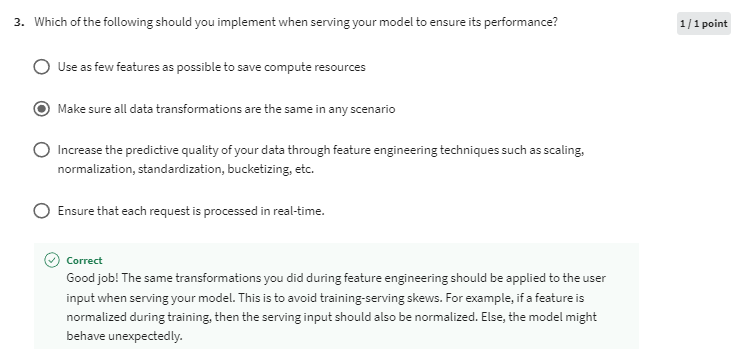 3. Which of the following should you implement when serving your model to ensure its performance?
1 / 1 point
Use as few features as possible to save compute resources
Make sure all data transformations are the same in any scenario
Increase the predictive quality of your data through feature engineering techniques such as scaling,
normalization, standardization, bucketizing, etc.
Ensure that each request is processed in real-time.
Correct
Good job! The same transformations you did during feature engineering should be applied to the user
input when serving your model. This is to avoid training-serving skews. For example, if a feature is
normalized during training, then the serving input should also be normalized. Else, the model might
behave unexpectedly.